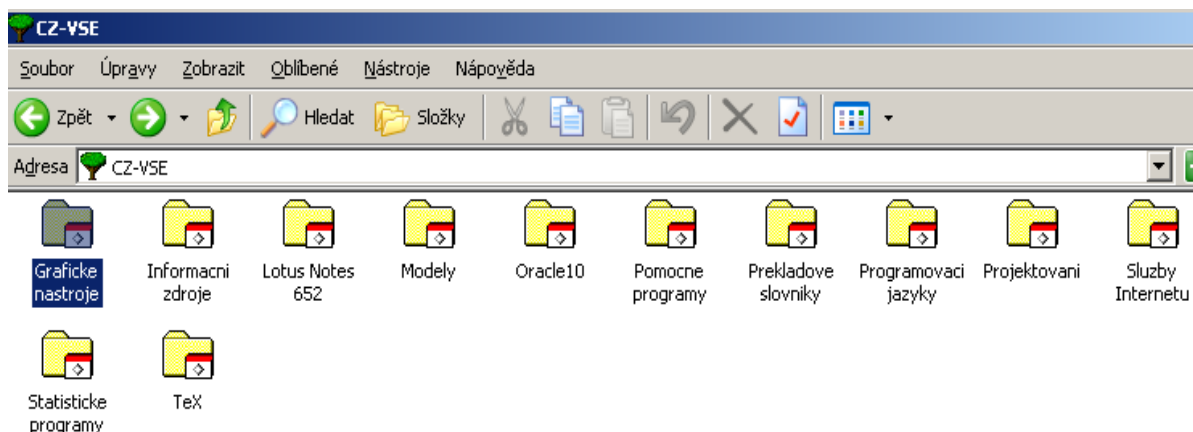 CZ-VSE
Soubor Úpravy Zobrazit Oblíbené Nástroje Nápověda
Zpět Hledat Složky
Adresa CZ-VSE
Graficke nastroje
Informacni zdroje
Lotus Notes 652
Modely
Oracle10
Pomocne programy
Prekladove slovniky
Programovaci jazyky
Projektovani
Sluzby Internetu
Statisticke programy
TeX